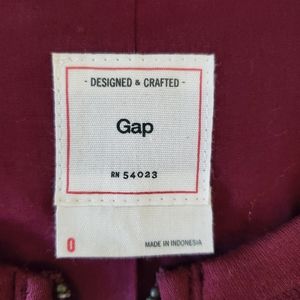 - DESIGNED & CRAFTED -
Gap
RN 54023
0
MADE IN INDONESIA